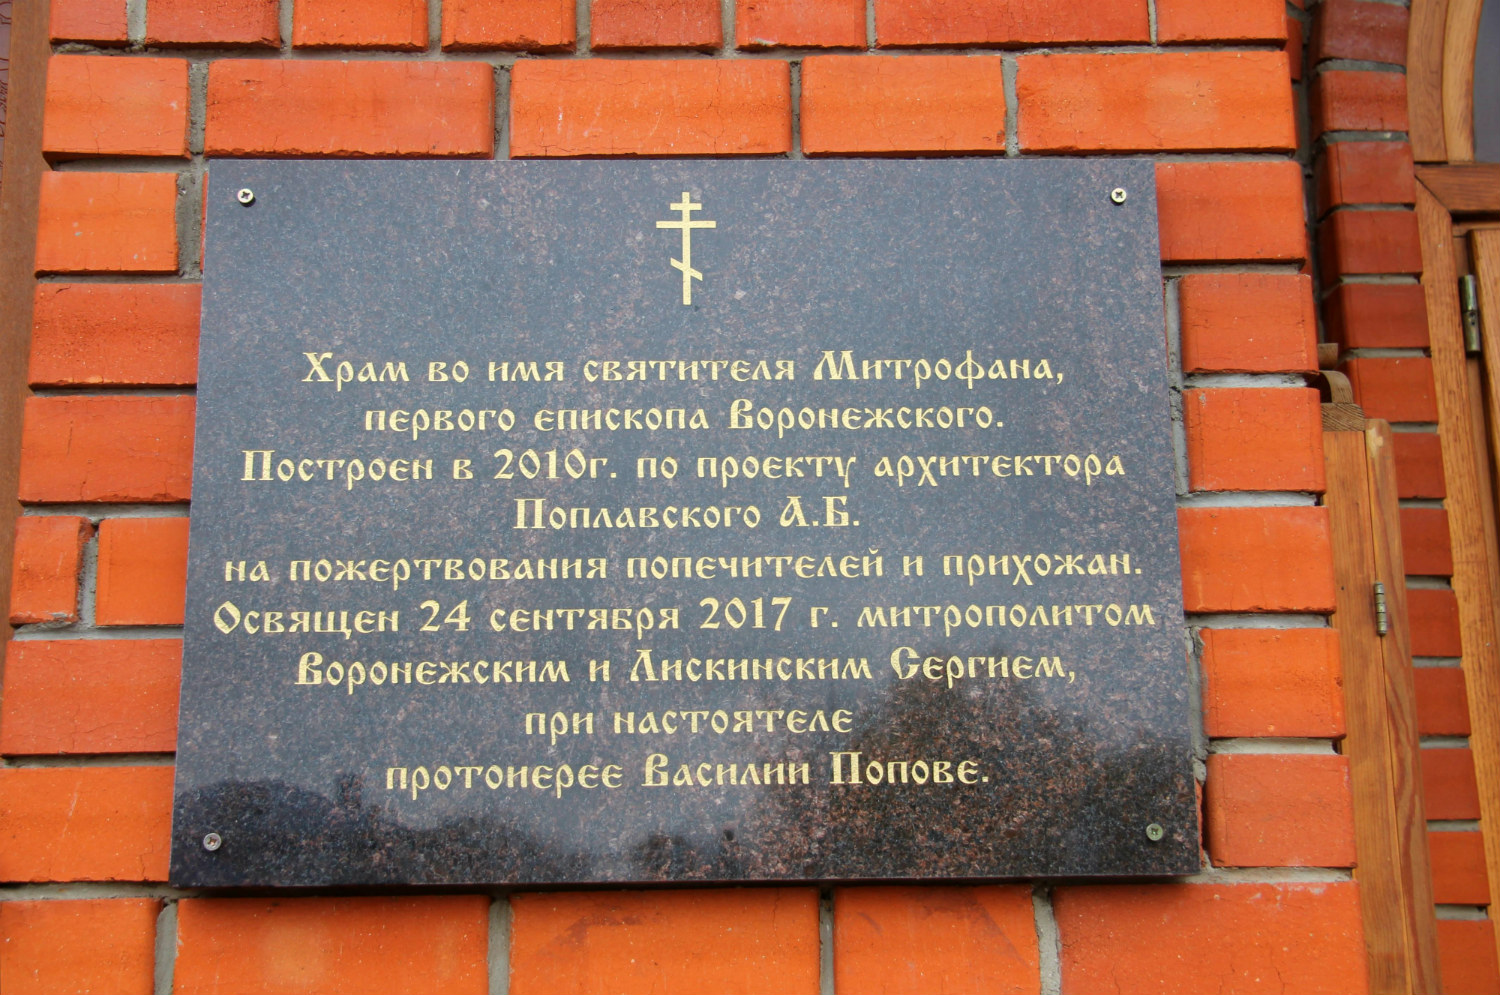 Храм во имя святителя Митрофана,
первого епископа Воронежского.
Построен в 2010г. по проекту архитектора
Поплавского А.Б.
на пожертвования попечителей и прихожан.
Освящен 24 сентября 2017 г. митрополитом
Воронежским и Лискинским Сергием,
при настоятеле
протоиерее Василии Попове.